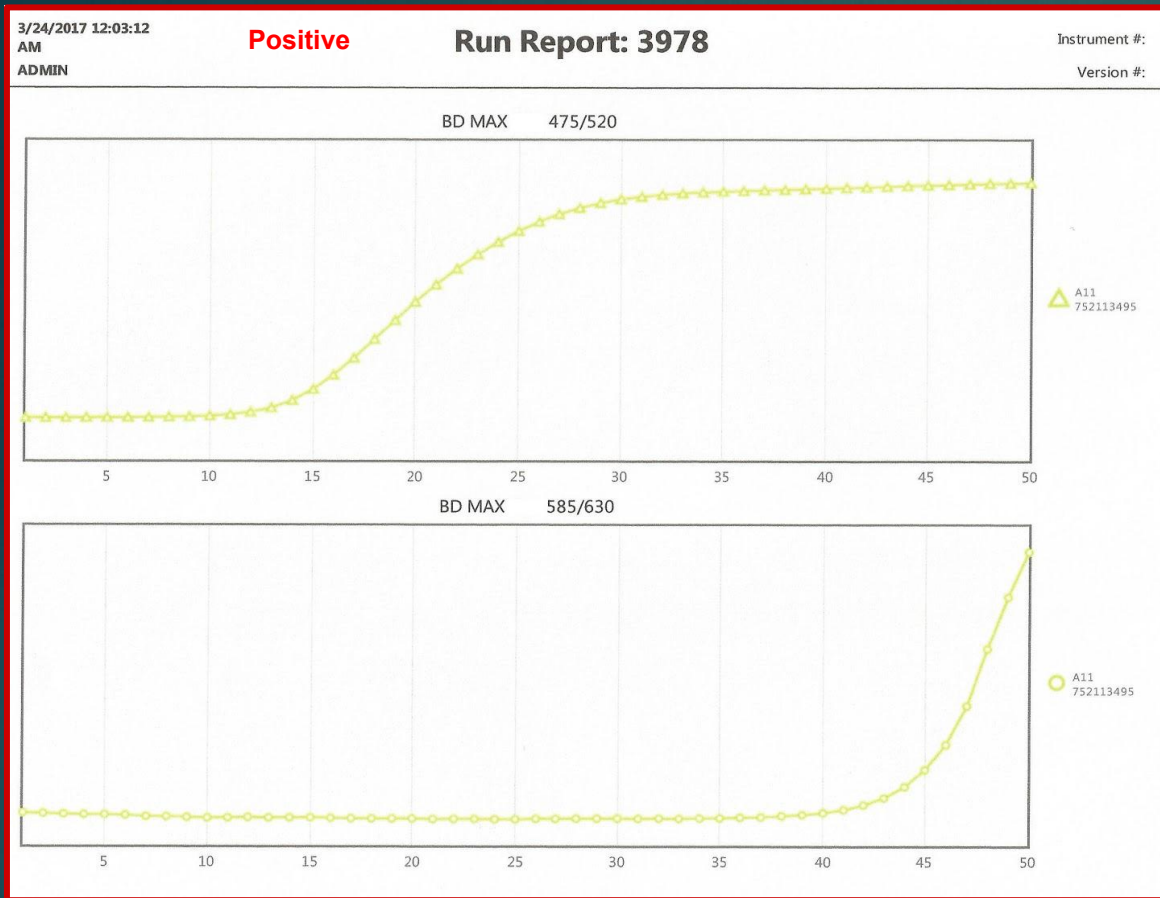 3/24/2017 12:03:12
AM
ADMIN
Positive
Run Report: 3978
Instrument #:
Version #:
BD MAX 475/520
5 10 15 20 25 30 35 40 45 50
A11
752113495
BD MAX 585/630
5 10 15 20 25 30 35 40 45 50
A11
752113495